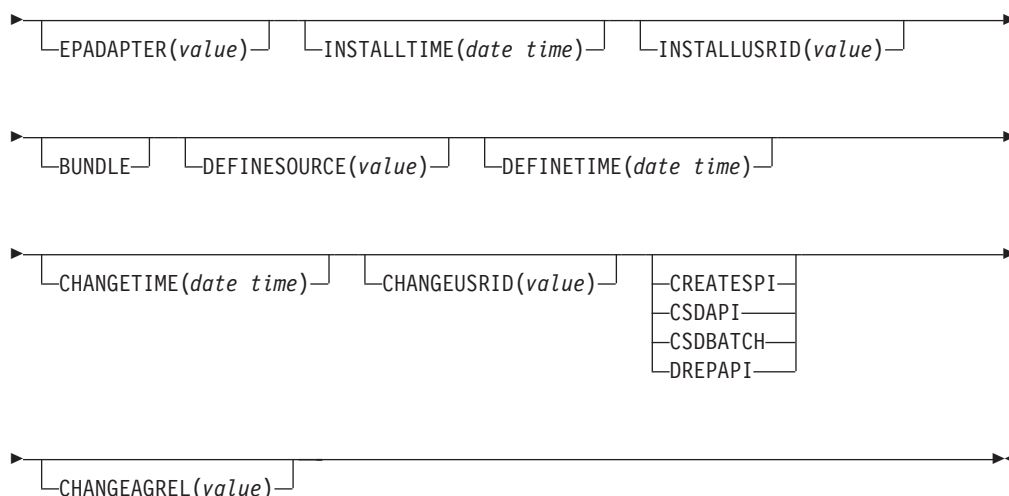 EPADAPTER(value) INSTALLTIME(date time) INSTALLUSRID(value)
BUNDLE DEFINESOURCE(value) DEFINETIME(date time)
CHANGETIME(date time) CHANGEUSRID(value) CREATESPI
CSDAPI
CSDBATCH
DREPAPI
CHANGEAGREL(value)